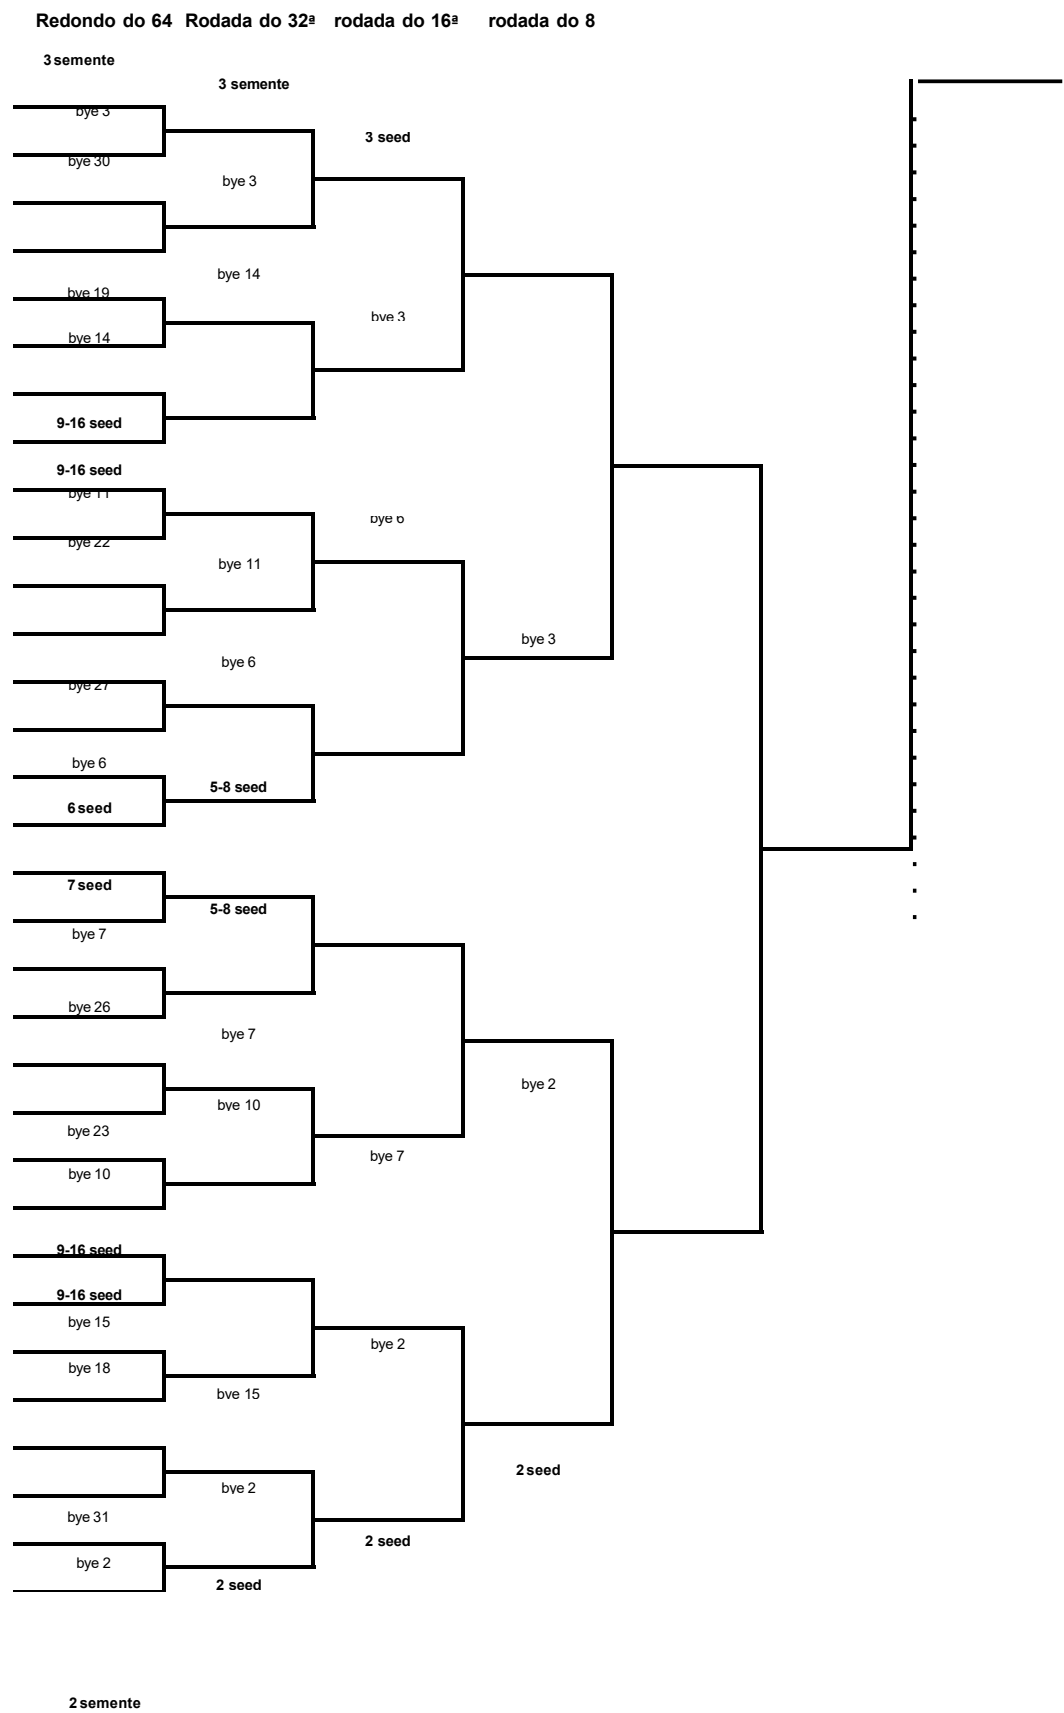 Redondo do 64 Rodada do 32ª rodada do 16ª rodada do 8
3 semente
3 semente
bye 3
3 seed
bye 30
bye 3
bye 14
bye 19
bye 3
bye 14
9-16 seed
9-16 seed
bye 11
bye 6
bye 22
bye 11
bye 3
bye 6
bye 27
bye 6
5-8 seed
6 seed
7 seed
5-8 seed
bye 7
bye 26
bye 7
bye 2
bye 10
bye 23
bye 7
bye 10
9-16 seed
9-16 seed
bye 15
bye 2
bye 18
bye 15
2 seed
bye 2
bye 31
2 seed
bye 2
2 seed
2 semente